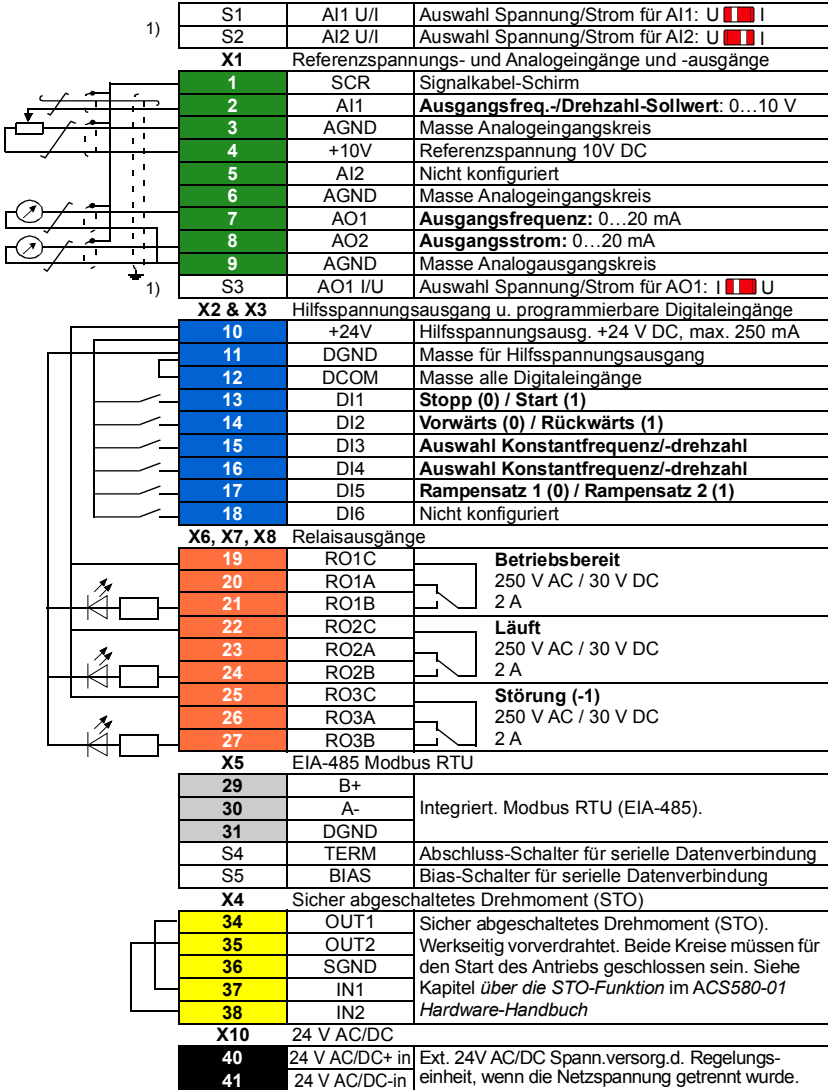 1)
S1 AI1 U/I Auswahl Spannung/Strom für AI1: U I
S2 AI2 U/I Auswahl Spannung/Strom für AI2: U I
X1 Referenzspannungs- und Analogeingänge und -ausgänge
1 SCR Signalkabel-Schirm
2 AI1 Ausgangsfreq.-/Drehzahl-Sollwert: 0…10 V
3 AGND Masse Analogeingangskreis
4 +10V Referenzspannung 10V DC
5 AI2 Nicht konfiguriert
6 AGND Masse Analogeingangskreis
7 AO1 Ausgangsfrequenz: 0…20 mA
8 AO2 Ausgangsstrom: 0…20 mA
9 AGND Masse Analogausgangskreis
1) S3 AO1 I/U Auswahl Spannung/Strom für AO1: I U
X2 & X3 Hilfsspannungsausgang u. programmierbare Digitaleingänge
10 +24V Hilfsspannungsausg. +24 V DC, max. 250 mA
11 DGND Masse für Hilfsspannungsausgang
12 DCOM Masse alle Digitaleingänge
13 DI1 Stopp (0) / Start (1)
14 DI2 Vorwärts (0) / Rückwärts (1)
15 DI3 Auswahl Konstantfrequenz/-drehzahl
16 DI4 Auswahl Konstantfrequenz/-drehzahl
17 DI5 Rampensatz 1 (0) / Rampensatz 2 (1)
18 DI6 Nicht konfiguriert
X6, X7, X8 Relaisausgänge
19 RO1C Betriebsbereit
20 RO1A 250 V AC / 30 V DC
21 RO1B 2 A
22 RO2C Läuft
23 RO2A 250 V AC / 30 V DC
24 RO2B 2 A
25 RO3C Störung (-1)
26 RO3A 250 V AC / 30 V DC
27 RO3B 2 A
X5 EIA-485 Modbus RTU
29 B+
30 A- Integriert. Modbus RTU (EIA-485).
31 DGND
S4 TERM Abschluss-Schalter für serielle Datenverbindung
S5 BIAS Bias-Schalter für serielle Datenverbindung
X4 Sicher abgeschaltetes Drehmoment (STO)
34 OUT1 Sicher abgeschaltetes Drehmoment (STO).
35 OUT2 Werkseitig vorverdrahtet. Beide Kreise müssen für
36 SGND den Start des Antriebs geschlossen sein. Siehe
37 IN1 Kapitel über die STO-Funktion im ACS580-01
38 IN2 Hardware-Handbuch
X10 24 V AC/DC
40 24 V AC/DC+ in Ext. 24V AC/DC Spann.versorg.d. Regelungs-
41 24 V AC/DC-in einheit, wenn die Netzspannung getrennt wurde.